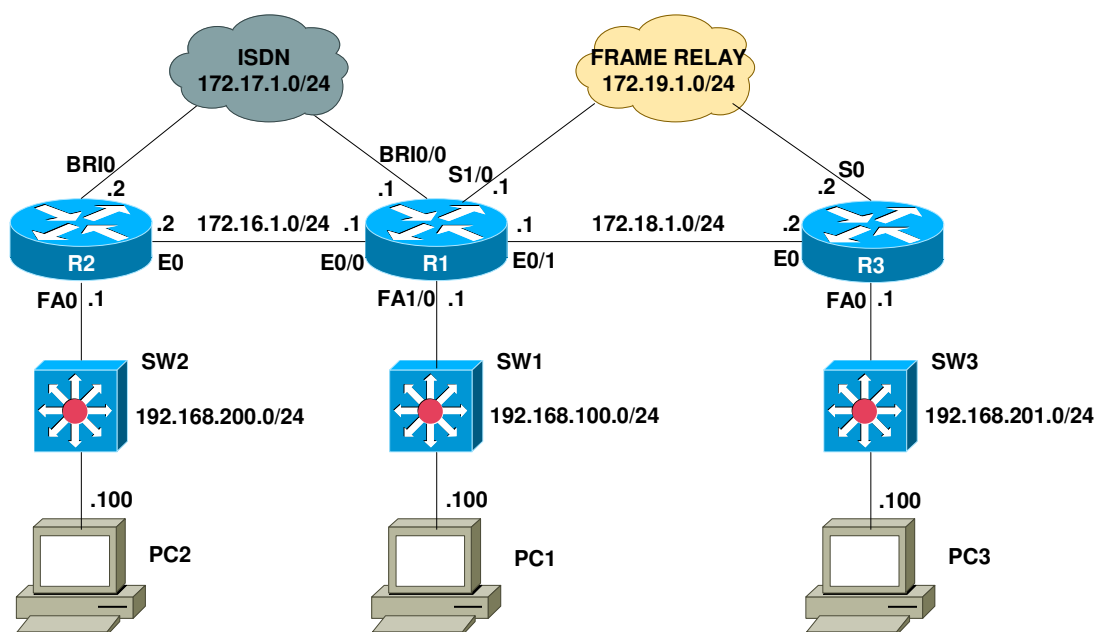 ISDN
172.17.1.0/24
FRAME RELAY
172.19.1.0/24
BRI0
.2
BRI0/0
.1
S1/0
.1
S0
.2
.2
172.16.1.0/24
.1
.1
172.18.1.0/24
.2
R2
E0
E0/0
R1
E0/1
E0
R3
FA0
.1
FA1/0
.1
FA0
.1
SW2
192.168.200.0/24
SW1
192.168.100.0/24
SW3
192.168.201.0/24
.100
PC2
.100
PC1
.100
PC3